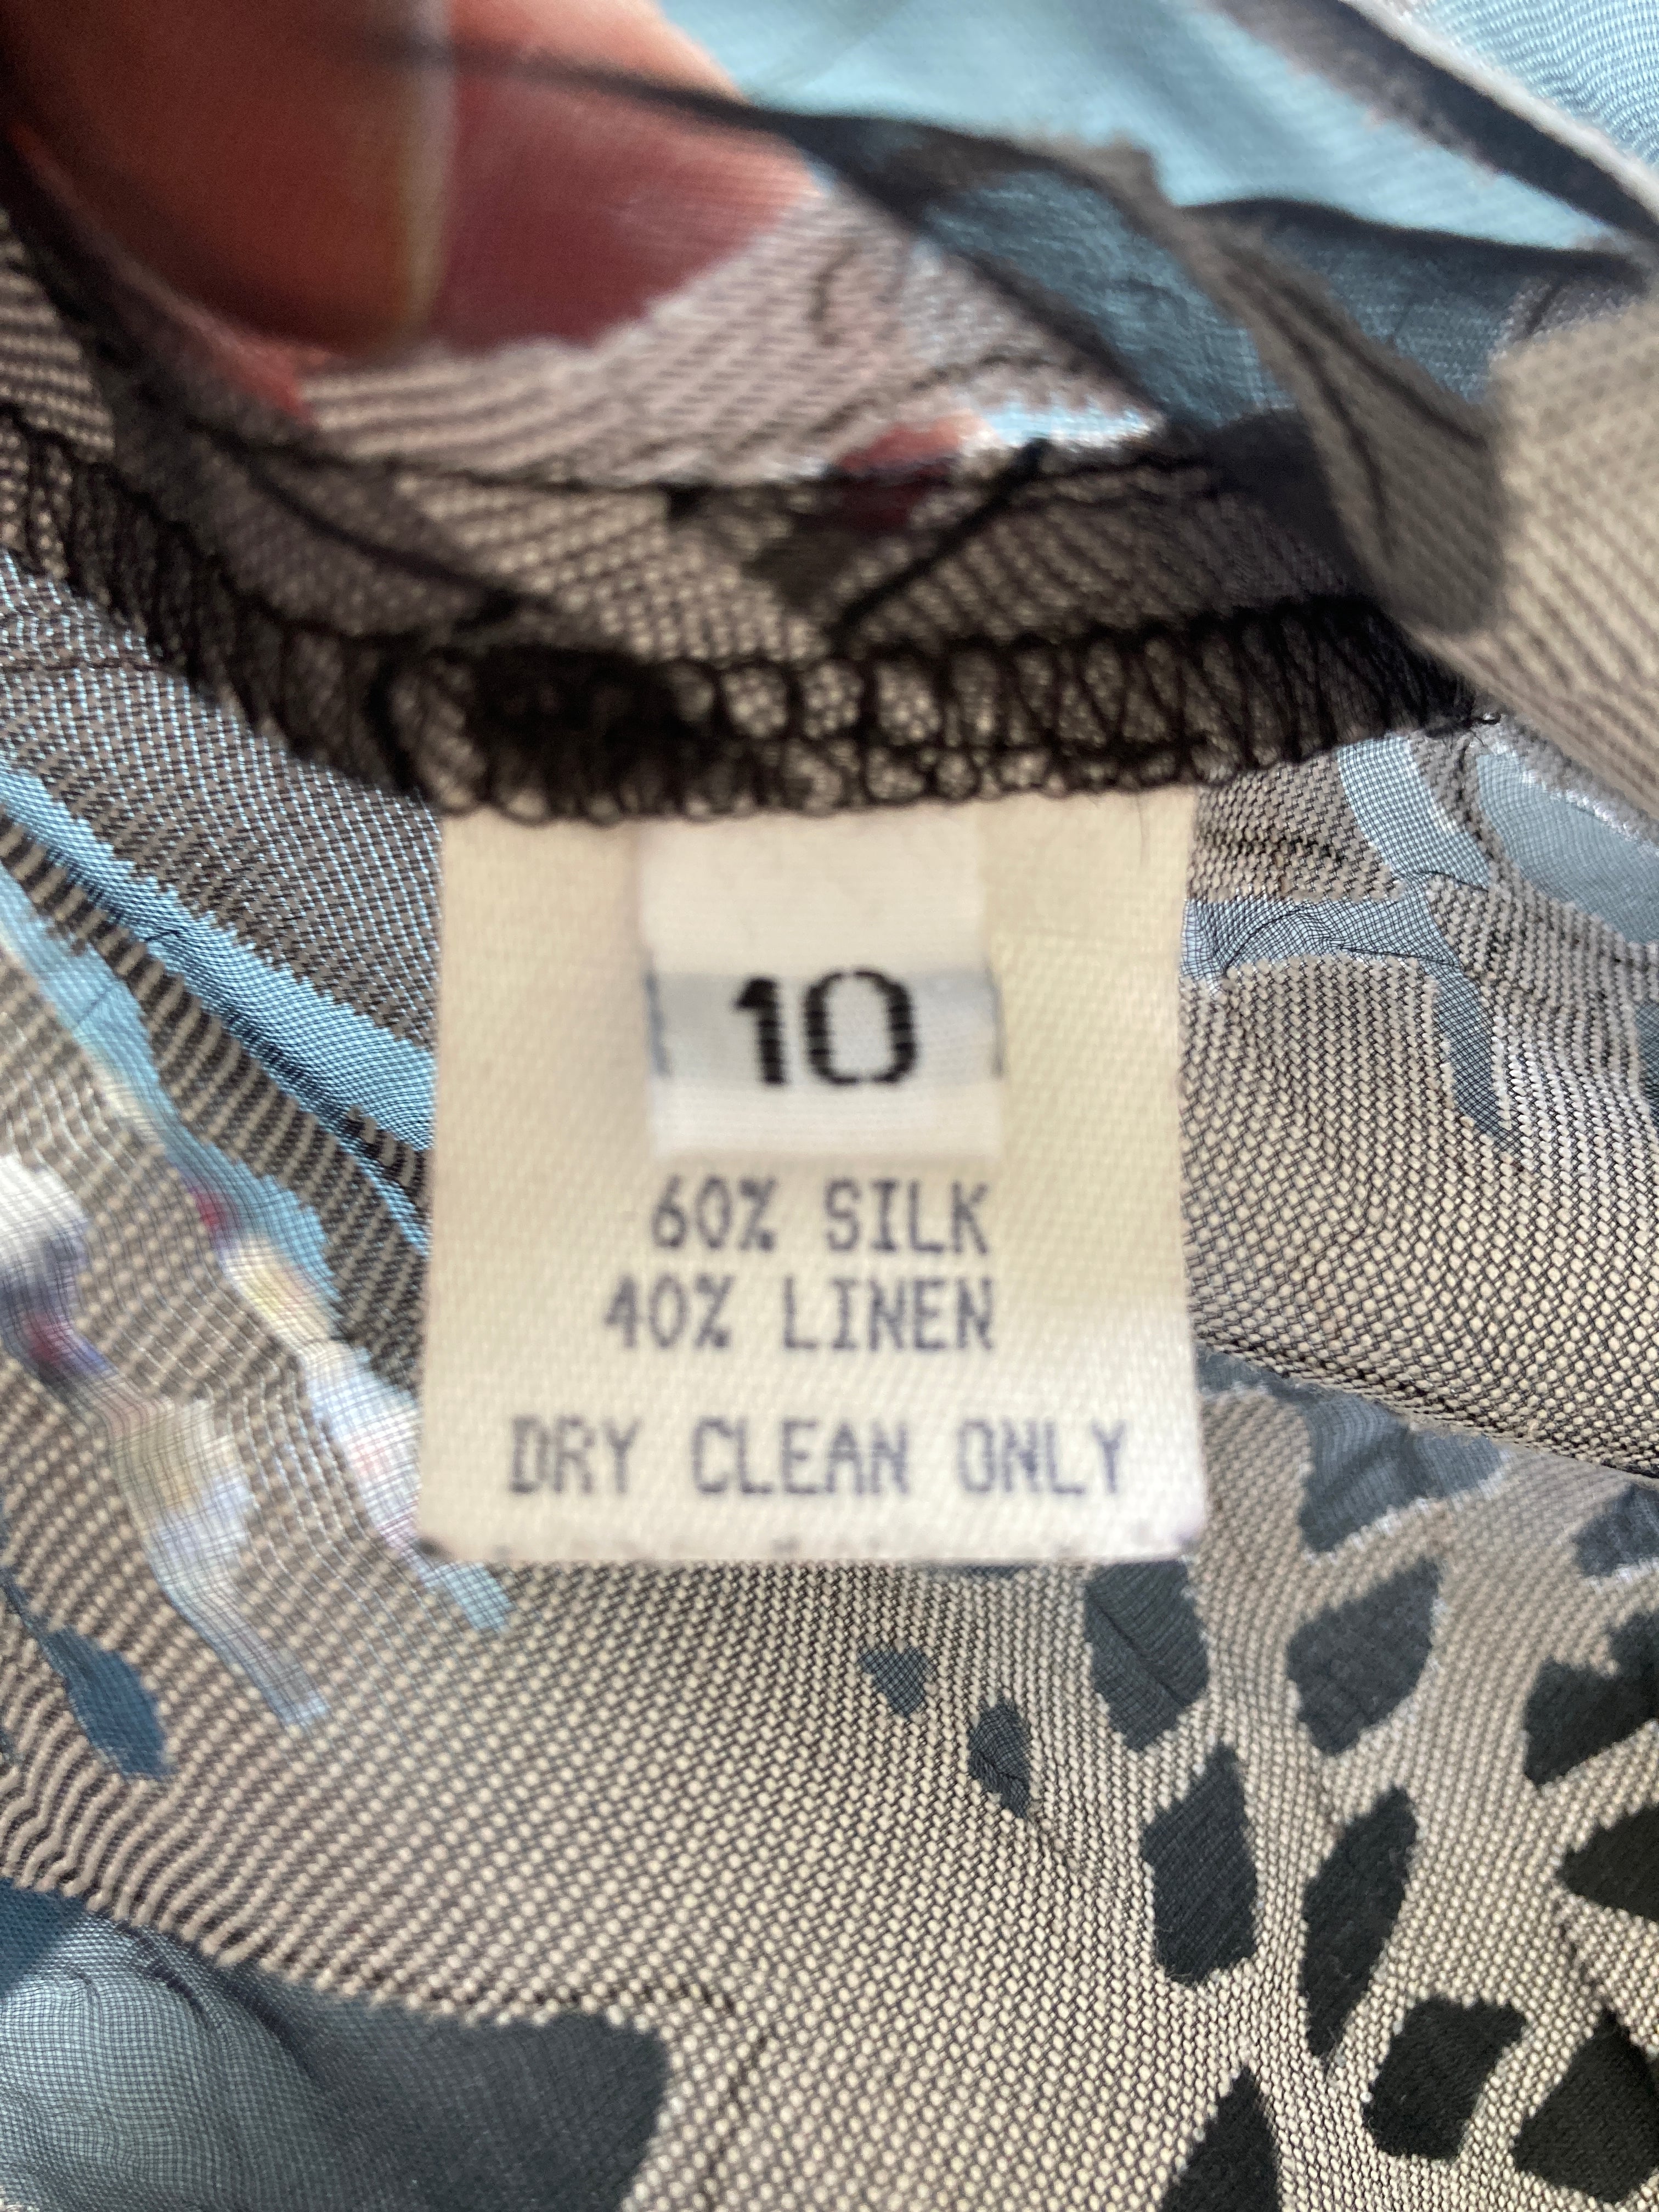 10
60% SILK
40% LINEN
DRY CLEAN ONLY